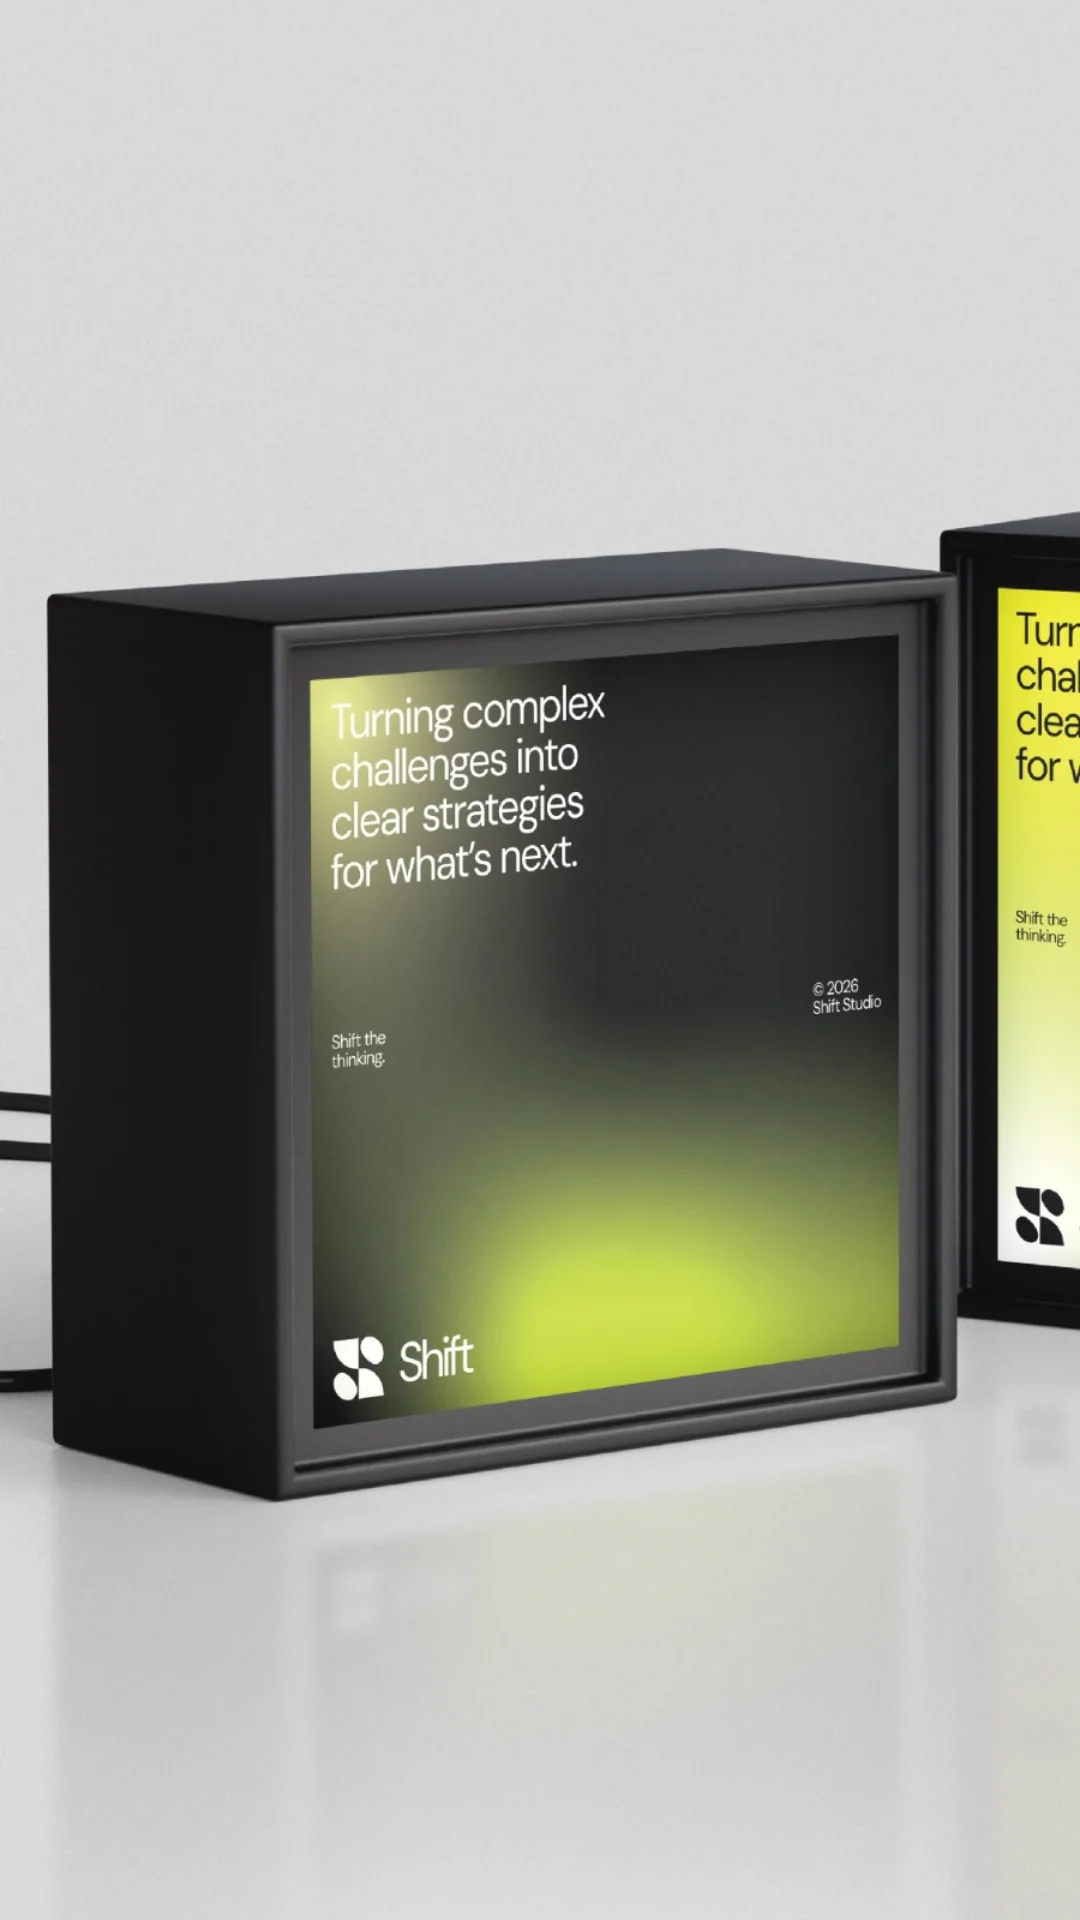 Turning complex
challenges into
clear strategies
for what's next.
© 2026
Shift Studio
Shift the
thinking.
Shift
Shift the
thinking.